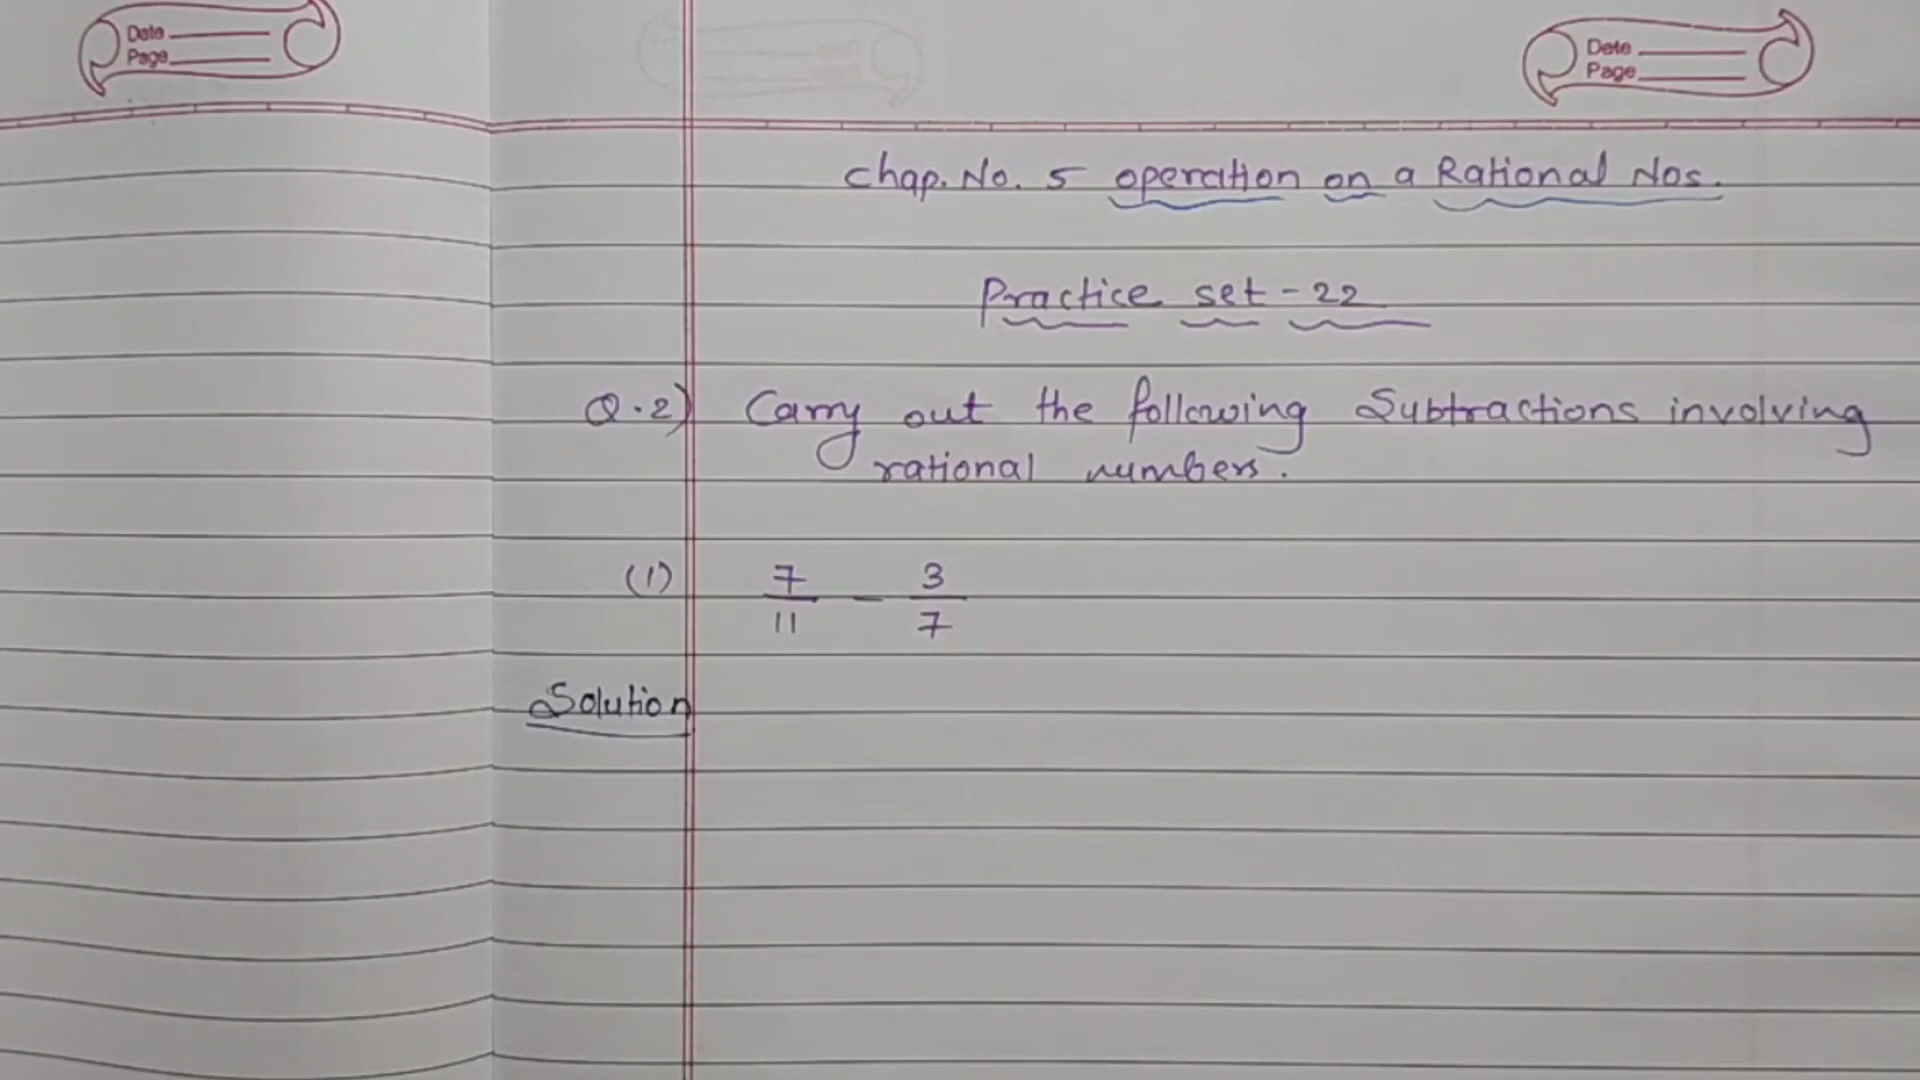 Date
Page
Date
Page
Chap. No. 5 operation on a Rational Nos.
Practice set - 22
Q.2) Carry out the following Subtractions involving
rational numbers.
(1) 7/11 - 3/7
Solution